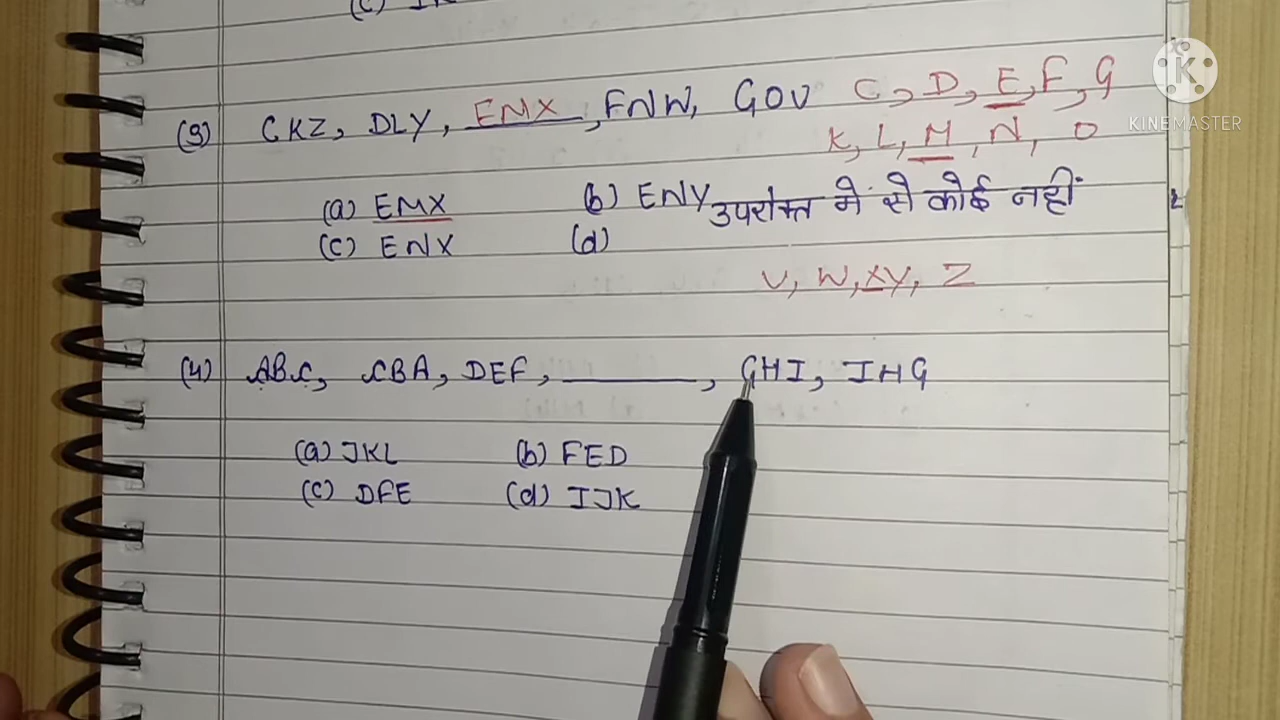 (3) CKZ, DLY, EMX, FNW, GOV C, D, E, F, G
K, L, M, N, O
KINEMASTER
(a) EMX (b) ENY
उपरोक्त मे से कोई नहीं
(c) ENX (d)
V, W, X Y, Z
(4) ABC, CBA, DEF, ______, GHI, IHG
(a) JKL (b) FED
(c) DFE (d) IJK